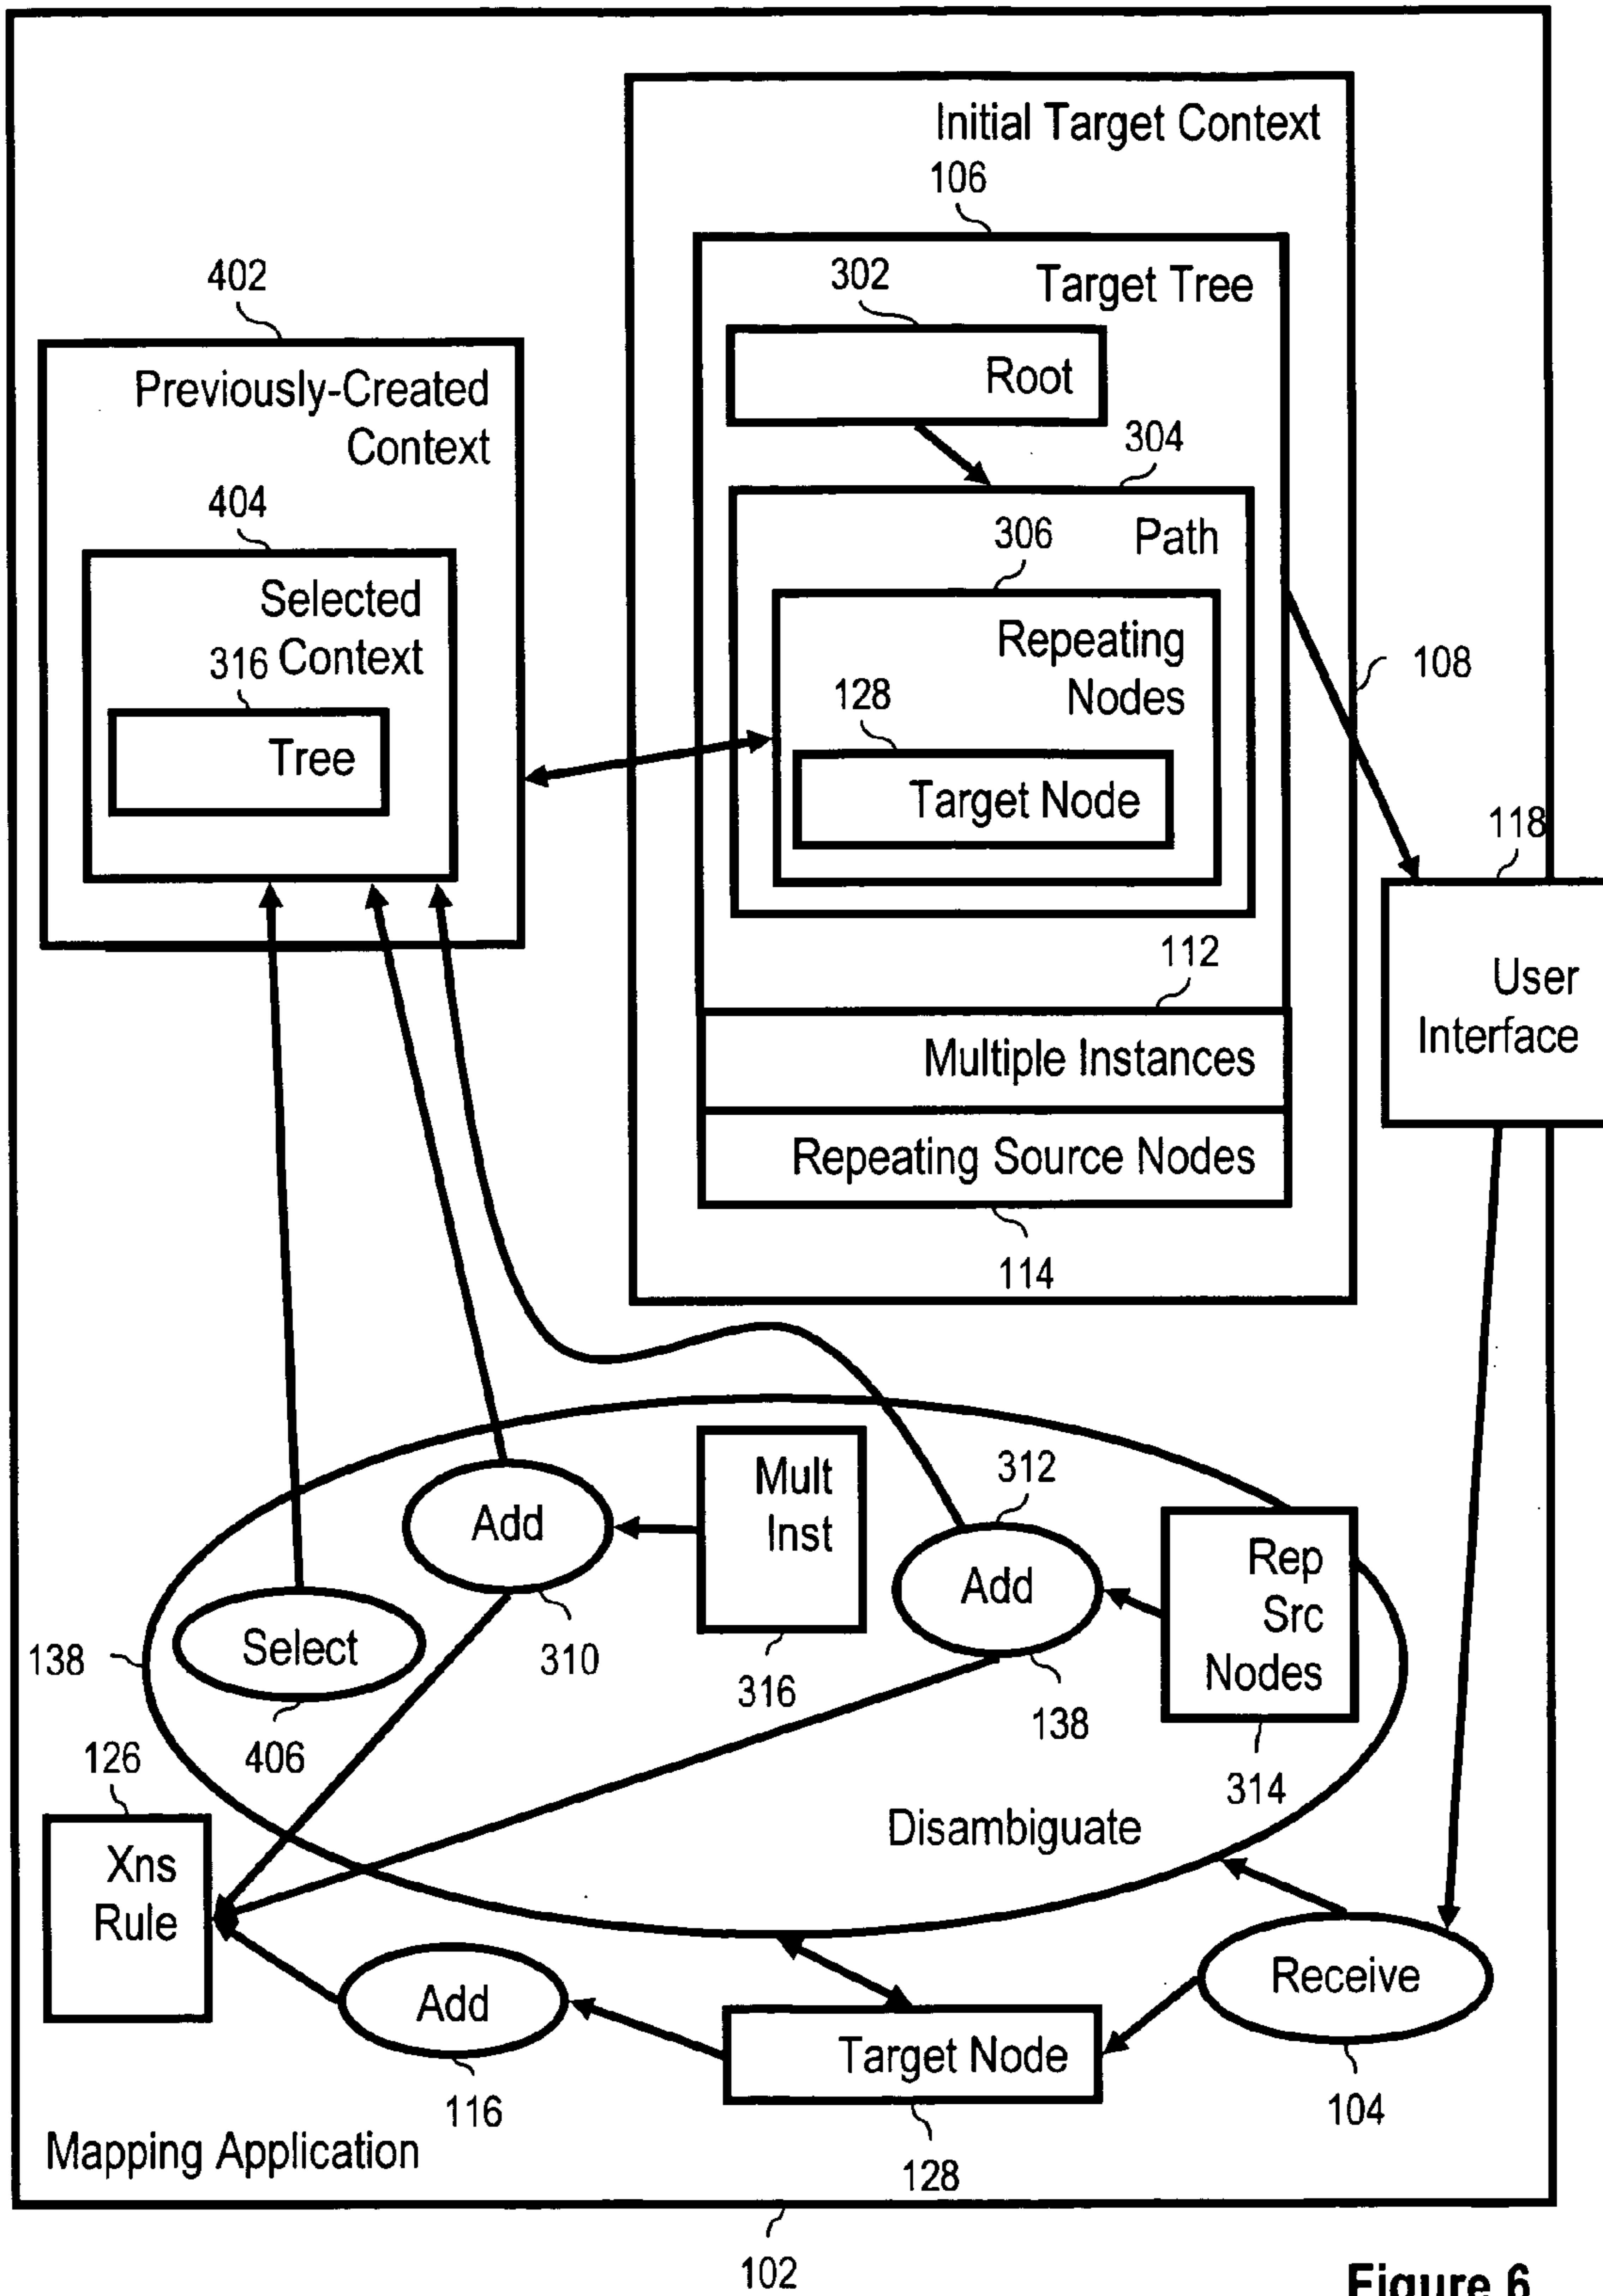 Initial Target Context
106
302
Target Tree
402
Root
Previously-Created
Context
304
404
306
Path
Selected
Context
316
Repeating
Nodes
108
128
Tree
Target Node
118
112
User
Interface
Multiple Instances
Repeating Source Nodes
114
312
Mult
Inst
Add
Rep
Src
Nodes
Add
Select
138
310
316
138
406
126
314
Disambiguate
Xns
Rule
Receive
Add
Target Node
116
104
Mapping Application
128
102
Figure 6